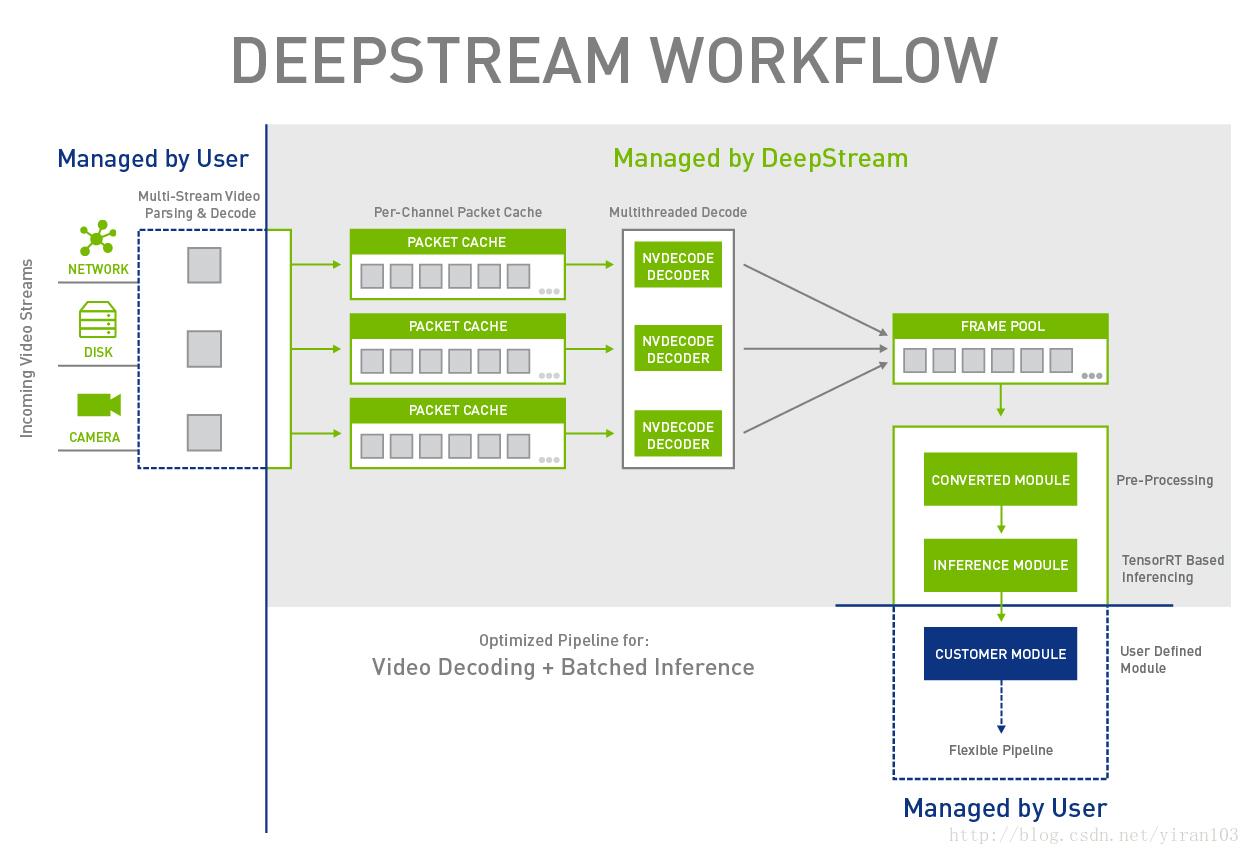 DEEPSTREAM WORKFLOW
Managed by User
Managed by DeepStream
Multi-Stream Video
Parsing & Decode
Per-Channel Packet Cache
Multithreaded Decode
Incoming Video Streams
NETWORK
DISK
CAMERA
PACKET CACHE
PACKET CACHE
PACKET CACHE
NVDECODE
DECODER
NVDECODE
DECODER
NVDECODE
DECODER
FRAME POOL
CONVERTED MODULE
Pre-Processing
INFERENCE MODULE
TensorRT Based
Inferencing
Optimized Pipeline for:
Video Decoding + Batched Inference
CUSTOMER MODULE
User Defined
Module
Flexible Pipeline
Managed by User
http://blog.csdn.net/yiran103